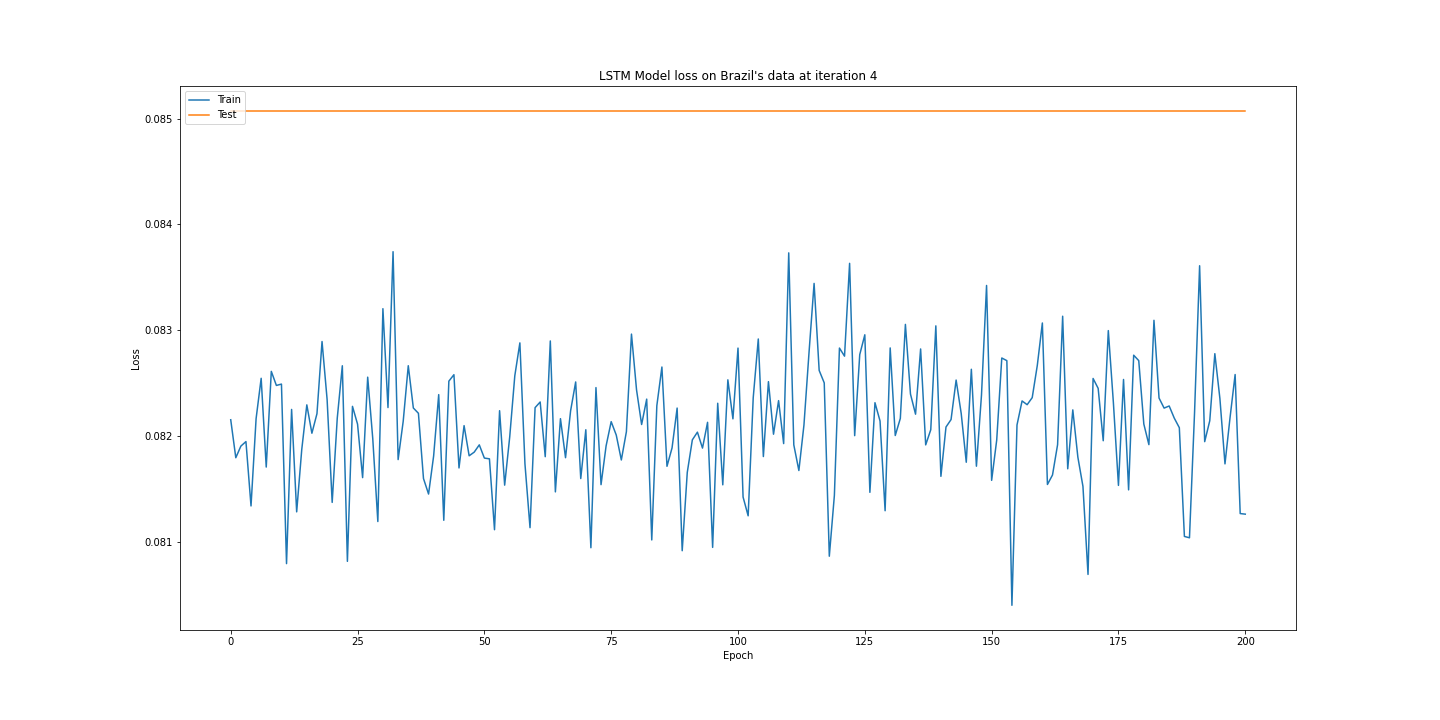 LSTM Model loss on Brazil's data at iteration 4
Train
Test
0.085
0.084
0.083
0.082
0.081
Loss
0 25 50 75 100 125 150 175 200
Epoch